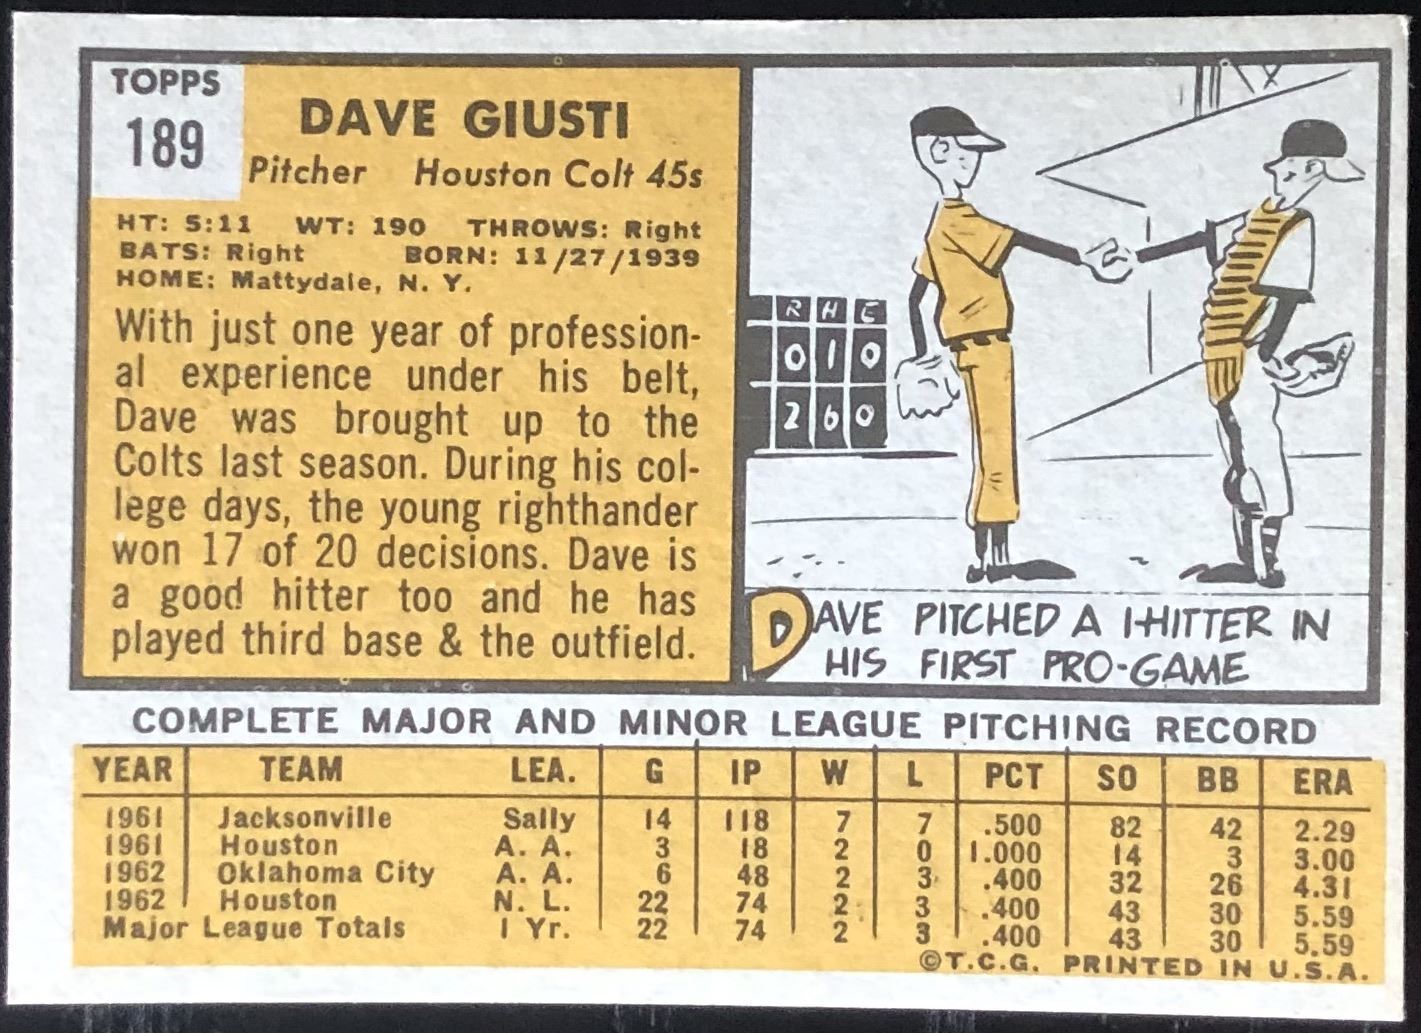 TOPPS
189
DAVE GIUSTI
Pitcher Houston Colt 45s
HT: 5:11 WT: 190 THROWS: Right
BATS: Right BORN: 11/27/1939
HOME: Mattydale, N. Y.
With just one year of profession-
al experience under his belt,
Dave was brought up to the
Colts last season. During his col-
lege days, the young righthander
won 17 of 20 decisions. Dave is
a good hitter too and he has
played third base & the outfield.
R H E
0 1 0
2 6 0
DAVE PITCHED A 1-HITTER IN
HIS FIRST PRO-GAME
COMPLETE MAJOR AND MINOR LEAGUE PITCHING RECORD
YEAR TEAM LEA. G IP W L PCT SO BB ERA
1961 Jacksonville Sally 14 118 7 7 .500 82 42 2.29
1961 Houston A. A. 3 18 2 0 1.000 14 3 3.00
1962 Oklahoma City A. A. 6 48 2 3 .400 32 26 4.31
1962 Houston N. L. 22 74 2 3 .400 43 30 5.59
Major League Totals 1 Yr. 22 74 2 3 .400 43 30 5.59
©T.C.G. PRINTED IN U.S.A.